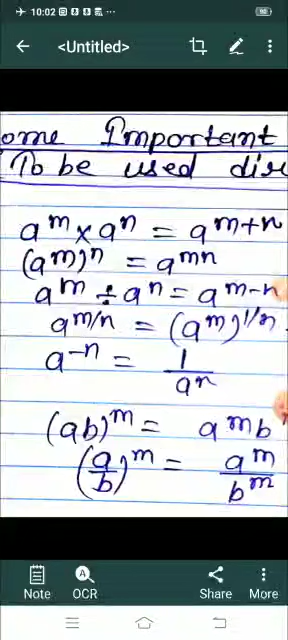 10:02
<Untitled>
ome Important
To be used dir
a^m × a^n = a^m+n
(a^m)^n = a^mn
a^m ÷ a^n = a^m-n
a^m/n = (a^m)^1/n
a^-n = 1/a^n
(ab)^m = a^m b
(a/b)^m = a^m/b^m
Note OCR Share More